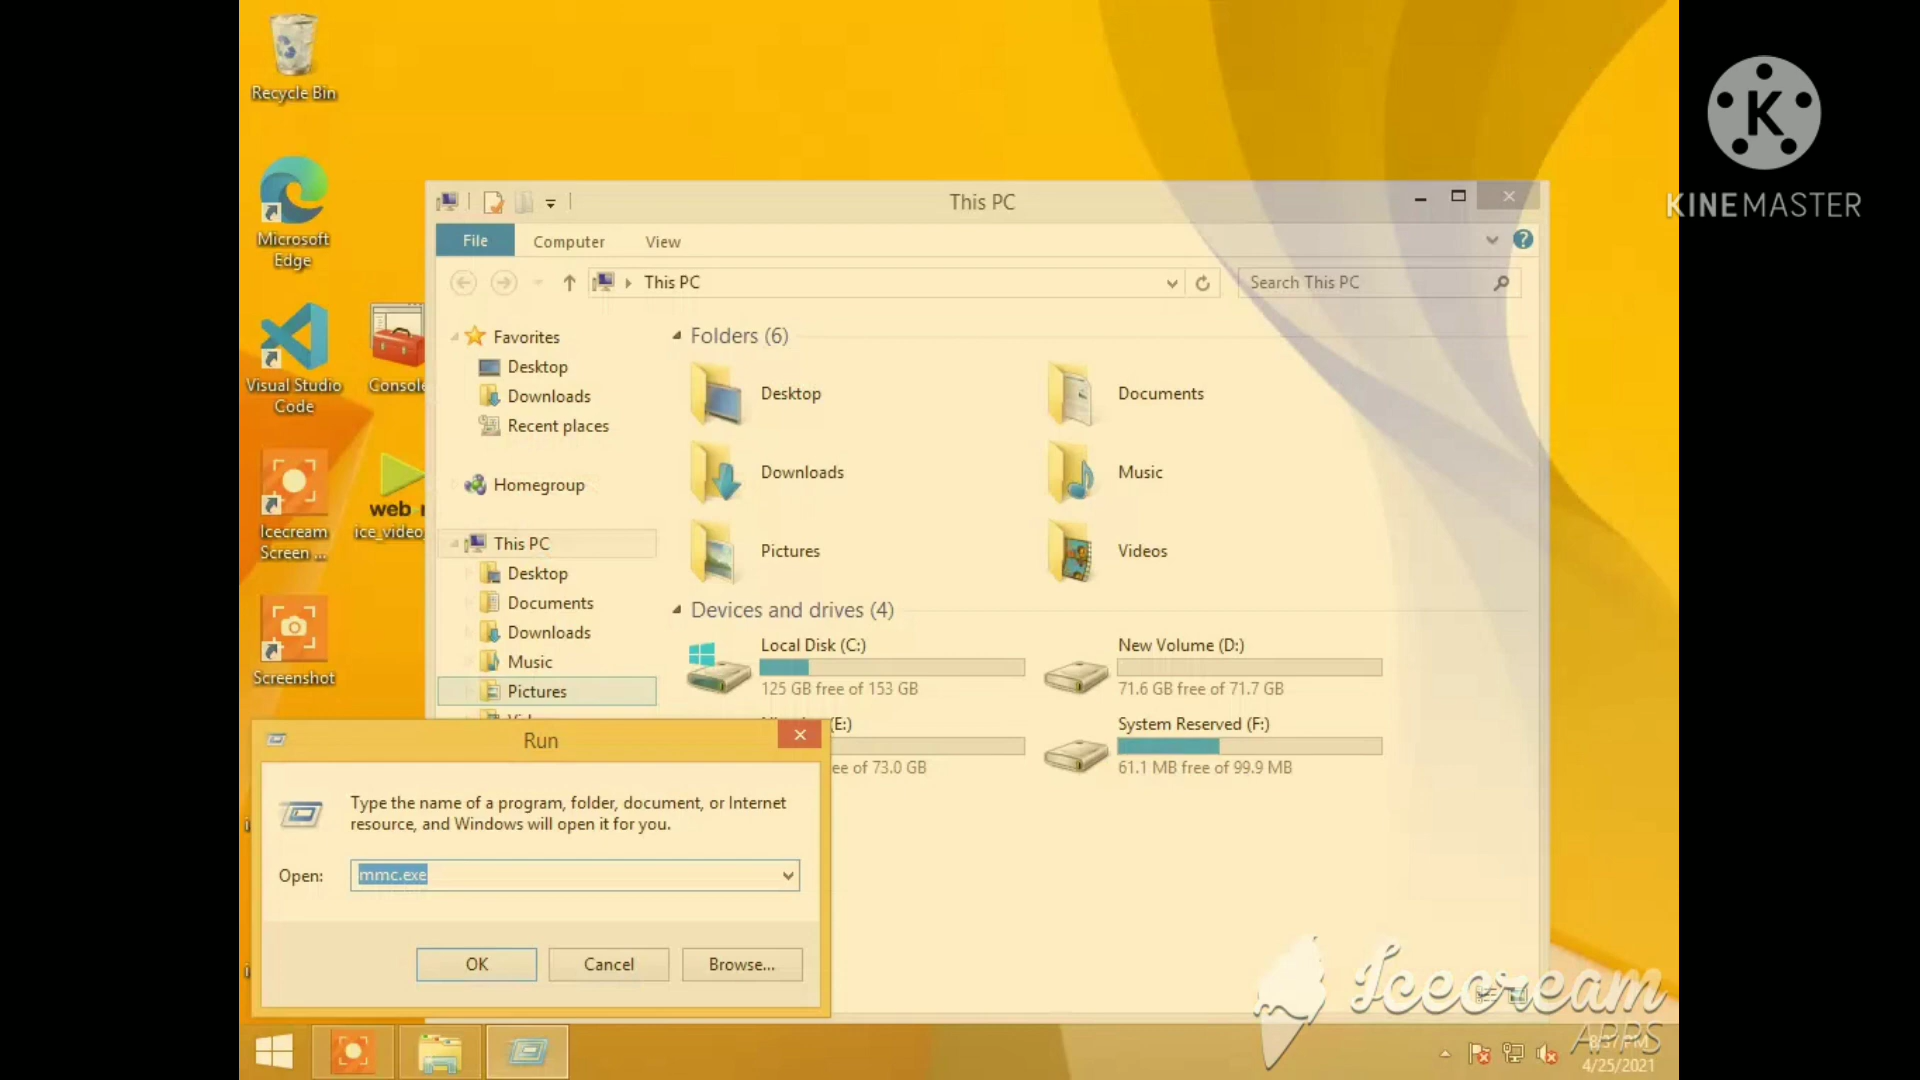 Recycle Bin
Microsoft
Edge
Visual Studio
Code
Console
Icecream
Screen ...
web
ice_video
Screenshot
This PC
File
Computer
View
This PC
Search This PC
Favorites
Desktop
Downloads
Recent places
Homegroup
This PC
Desktop
Documents
Downloads
Music
Pictures
Folders (6)
Desktop
Documents
Downloads
Music
Pictures
Videos
Devices and drives (4)
Local Disk (C:)
125 GB free of 153 GB
New Volume (D:)
71.6 GB free of 71.7 GB
(E:)
of 73.0 GB
System Reserved (F:)
61.1 MB free of 99.9 MB
Run
Type the name of a program, folder, document, or Internet
resource, and Windows will open it for you.
Open:
mmc.exe
OK
Cancel
Browse...
K
KINEMASTER
Icecream
APPS
8:37 PM
4/25/2021